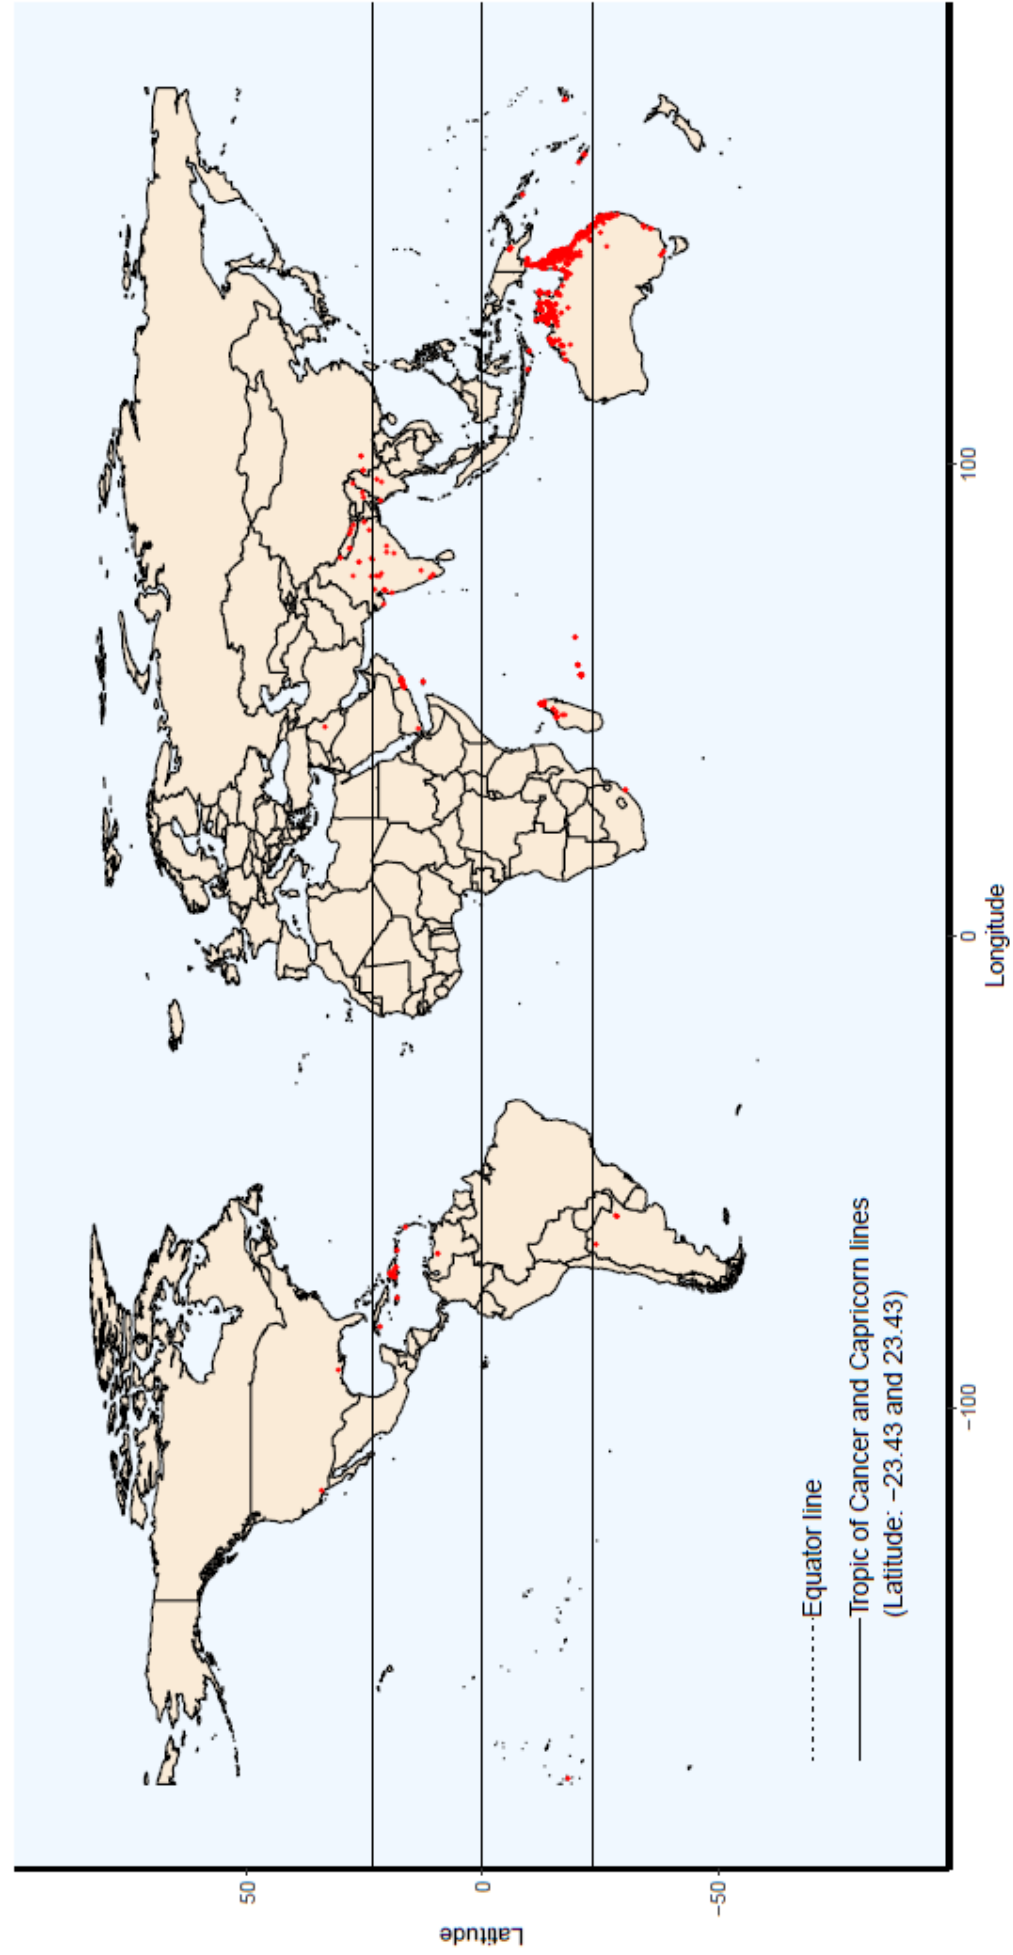 Latitude
50
0
−50
−100
0
100
Longitude
Equator line
Tropic of Cancer and Capricorn lines
(Latitude: −23.43 and 23.43)